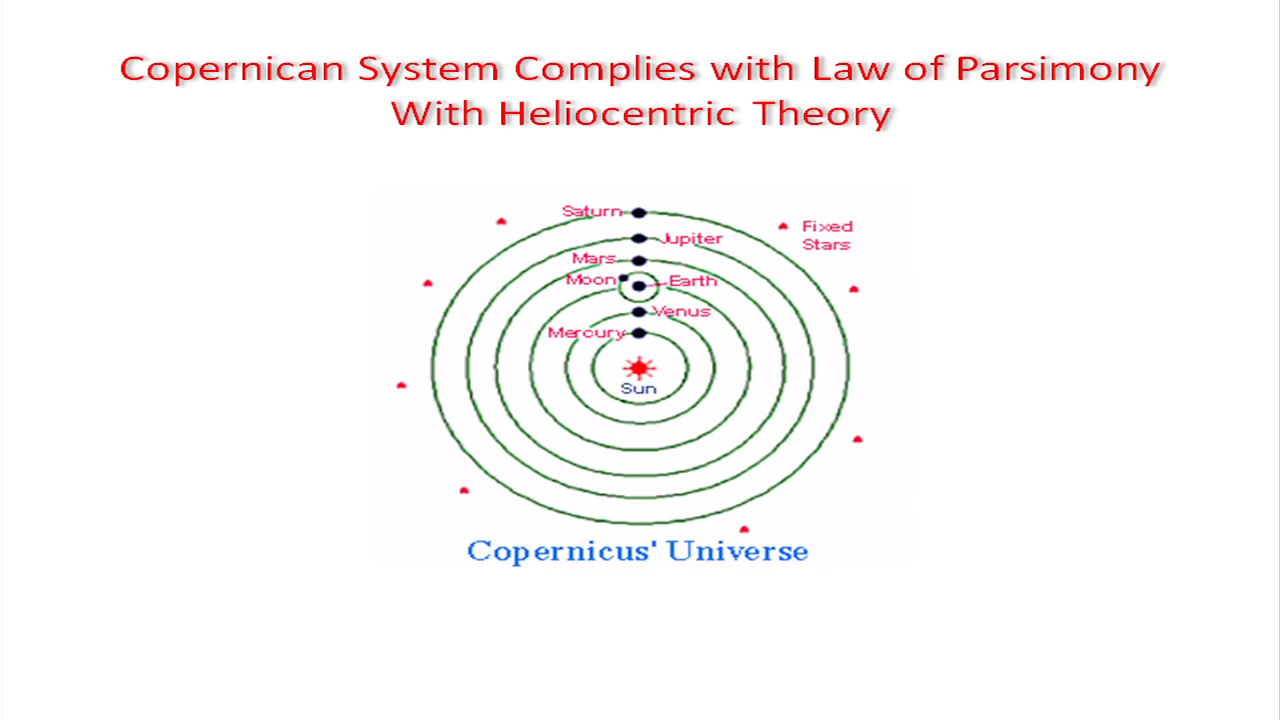 Copernican System Complies with Law of Parsimony
With Heliocentric Theory
Saturn
Fixed
Stars
Jupiter
Mars
Moon
Earth
Venus
Mercury
Sun
Copernicus' Universe